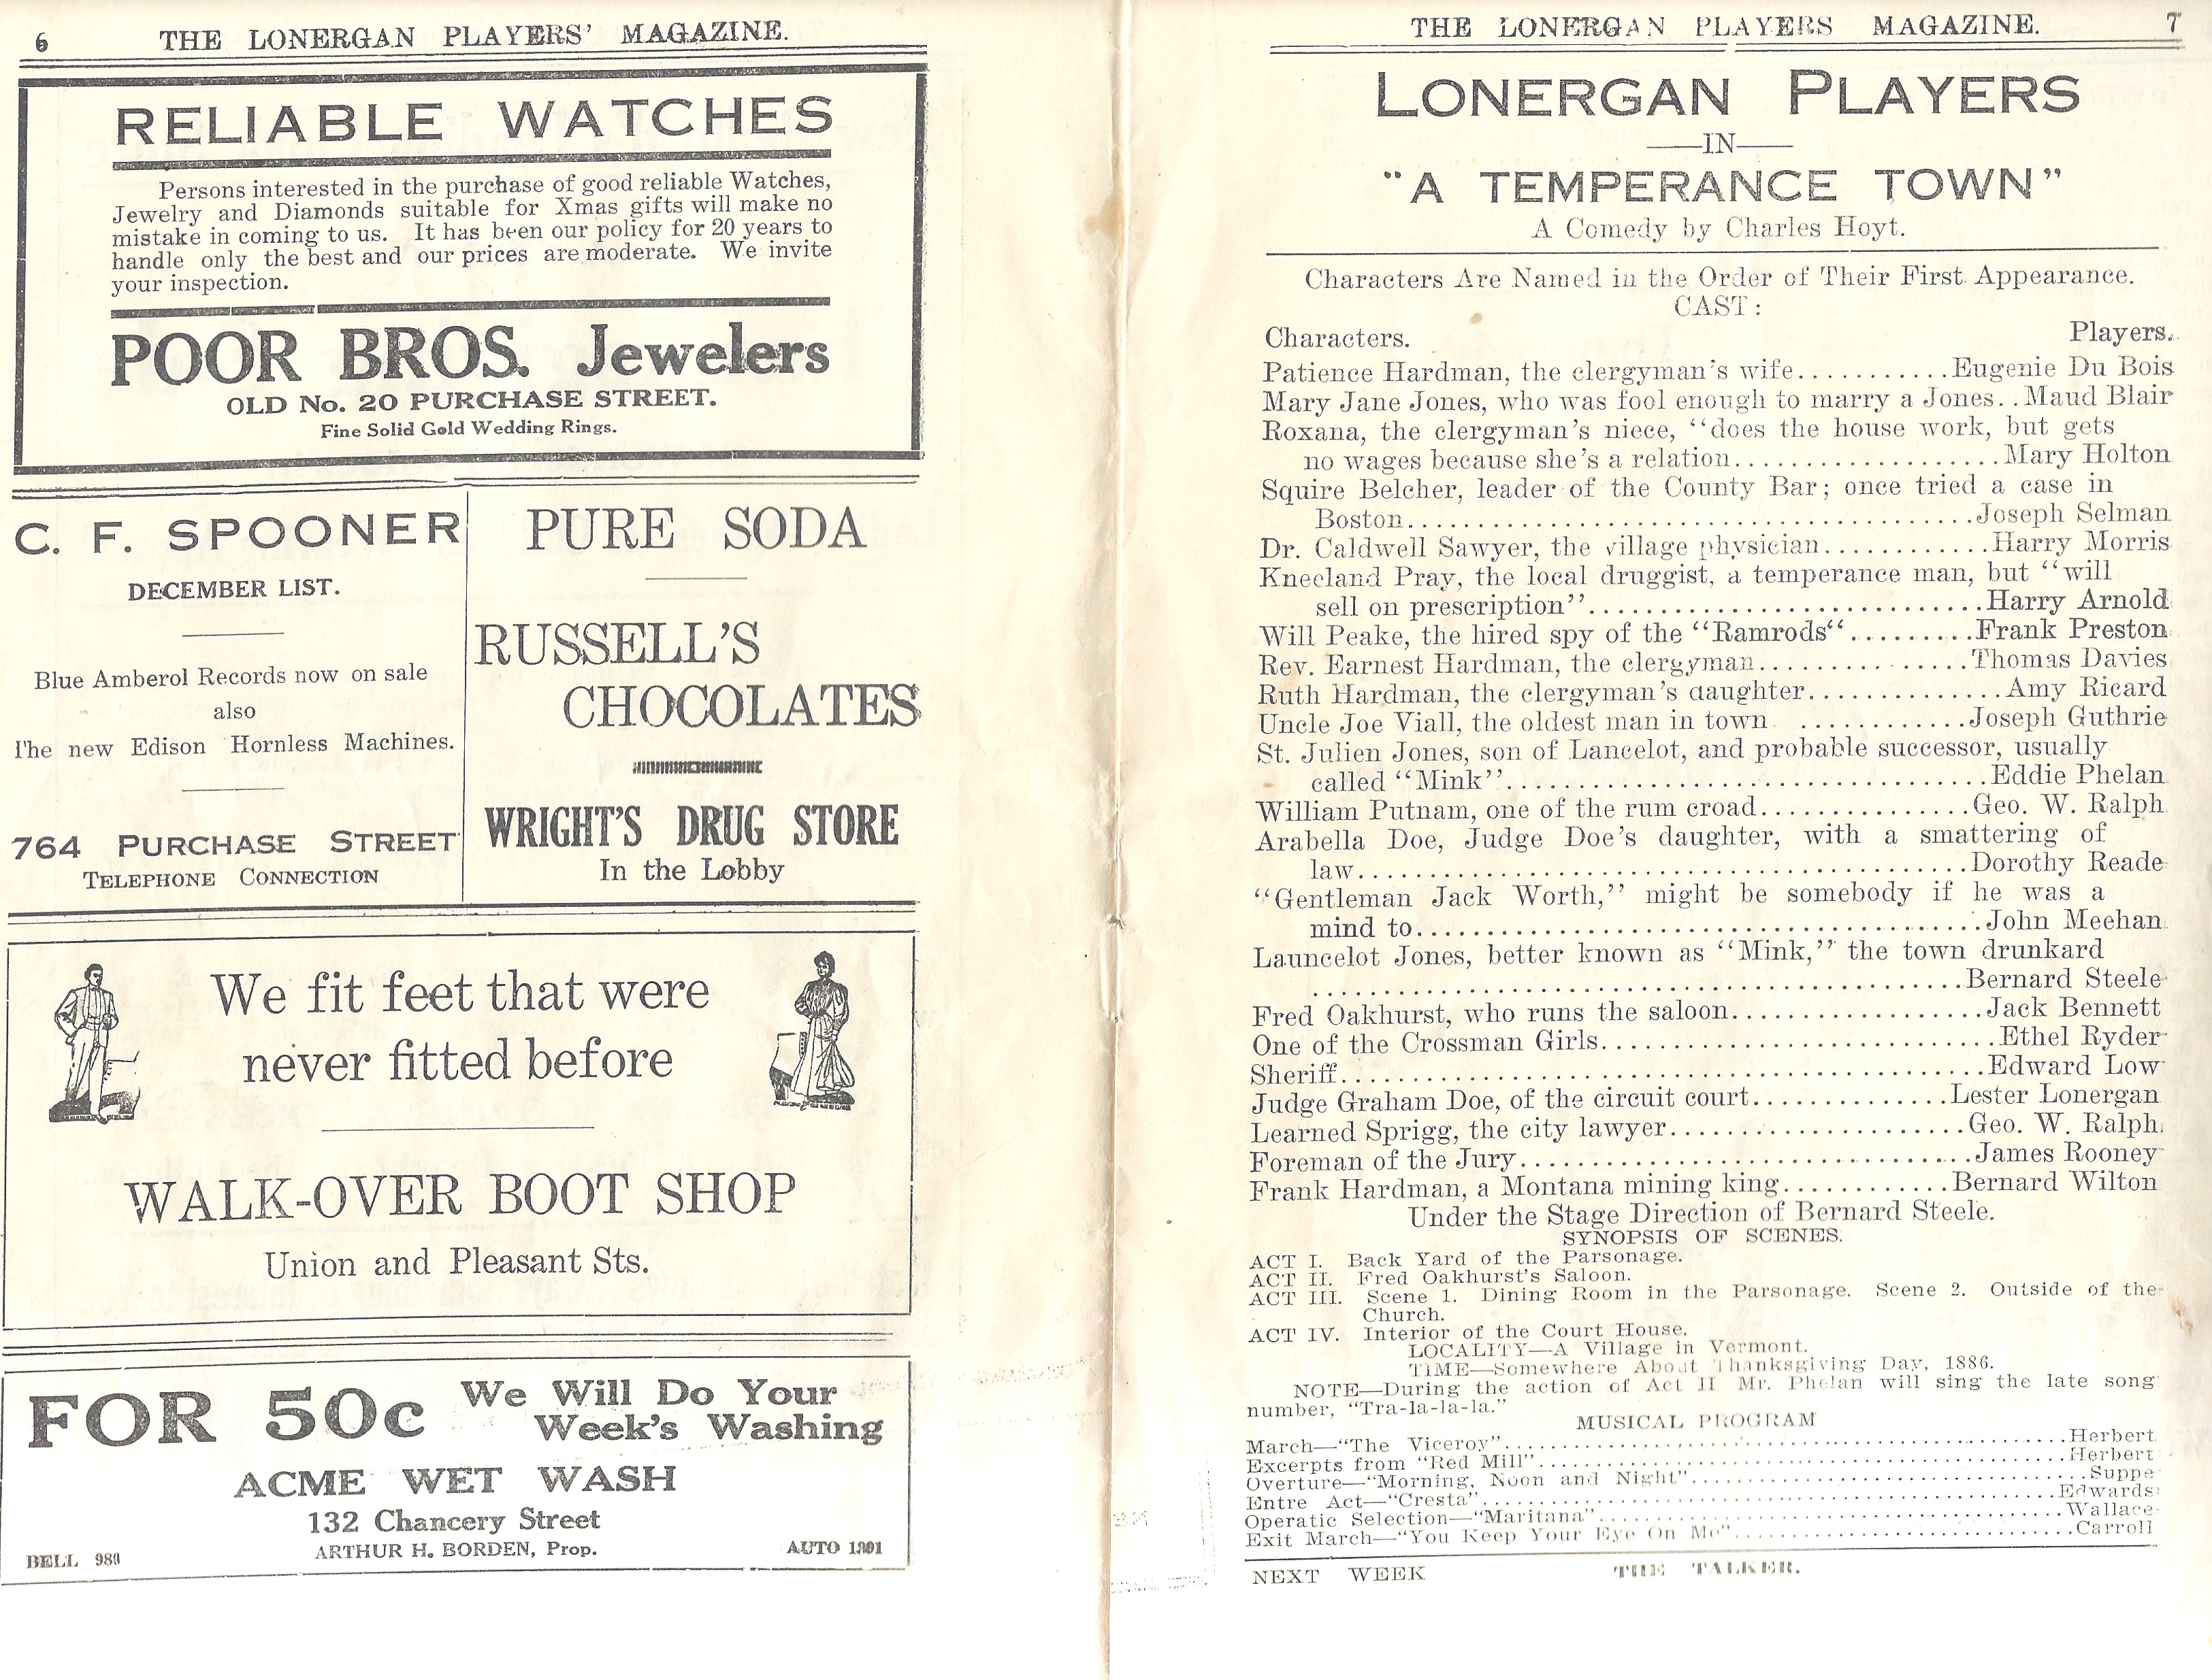 6 THE LONERGAN PLAYERS' MAGAZINE.
RELIABLE WATCHES
Persons interested in the purchase of good reliable Watches,
Jewelry and Diamonds suitable for Xmas gifts will make no
mistake in coming to us. It has been our policy for 20 years to
handle only the best and our prices are moderate. We invite
your inspection.
POOR BROS. Jewelers
OLD No. 20 PURCHASE STREET.
Fine Solid Gold Wedding Rings.
C. F. SPOONER
DECEMBER LIST.
Blue Amberol Records now on sale
also
The new Edison Hornless Machines.
764 PURCHASE STREET
TELEPHONE CONNECTION
PURE SODA
RUSSELL'S
CHOCOLATES
WRIGHT'S DRUG STORE
In the Lobby
We fit feet that were
never fitted before
WALK-OVER BOOT SHOP
Union and Pleasant Sts.
FOR 50c We Will Do Your
Week's Washing
ACME WET WASH
132 Chancery Street
ARTHUR H. BORDEN, Prop.
BELL AUTO
THE LONERGAN PLAYERS MAGAZINE. 7
LONERGAN PLAYERS
—IN—
"A TEMPERANCE TOWN"
A Comedy by Charles Hoyt.
Characters Are Named in the Order of Their First Appearance.
CAST:
Characters. Players.
Patience Hardman, the clergyman's wife...........Eugenie Du Bois
Mary Jane Jones, who was fool enough to marry a Jones. .Maud Blair
Roxana, the clergyman's niece, "does the house work, but gets
no wages because she's a relation....................Mary Holton
Squire Belcher, leader of the County Bar; once tried a case in
Boston.......................................Joseph Selman
Dr. Caldwell Sawyer, the village physician............Harry Morris
Kneeland Pray, the local druggist, a temperance man, but "will
sell on prescription"............................Harry Arnold
Will Peake, the hired spy of the "Ramrods".........Frank Preston
Rev. Earnest Hardman, the clergyman...............Thomas Davies
Ruth Hardman, the clergyman's daughter..............Amy Ricard
Uncle Joe Viall, the oldest man in town ............Joseph Guthrie
St. Julien Jones, son of Lancelot, and probable successor, usually
called "Mink".................................Eddie Phelan
William Putnam, one of the rum croad...............Geo. W. Ralph
Arabella Doe, Judge Doe's daughter, with a smattering of
law..........................................Dorothy Reade
"Gentleman Jack Worth," might be somebody if he was a
mind to.......................................John Meehan
Launcelot Jones, better known as "Mink," the town drunkard
.............................................Bernard Steele
Fred Oakhurst, who runs the saloon..................Jack Bennett
One of the Crossman Girls...........................Ethel Ryder
Sheriff.............................................Edward Low
Judge Graham Doe, of the circuit court..............Lester Lonergan
Learned Sprigg, the city lawyer.....................Geo. W. Ralph
Foreman of the Jury................................James Rooney
Frank Hardman, a Montana mining king............Bernard Wilton
Under the Stage Direction of Bernard Steele.
SYNOPSIS OF SCENES.
ACT I. Back Yard of the Parsonage.
ACT II. Fred Oakhurst's Saloon.
ACT III. Scene 1. Dining Room in the Parsonage. Scene 2. Outside of the
Church.
ACT IV. Interior of the Court House.
LOCALITY—A Village in Vermont.
TIME—Somewhere About Thanksgiving Day, 1886.
NOTE—During the action of Act II Mr. Phelan will sing the late song
number, "Tra-la-la-la."
MUSICAL PROGRAM
March—"The Viceroy"..........................................Herbert
Excerpts from "Red Mill".....................................Herbert
Overture—"Morning, Noon and Night"...........................Suppe
Entre Act—"Cresta"...........................................Edwards
Operatic Selection—"Maritana"................................Wallace
Exit March—"You Keep Your Eye On Me".........................Carroll
NEXT WEEK THE TALKER.